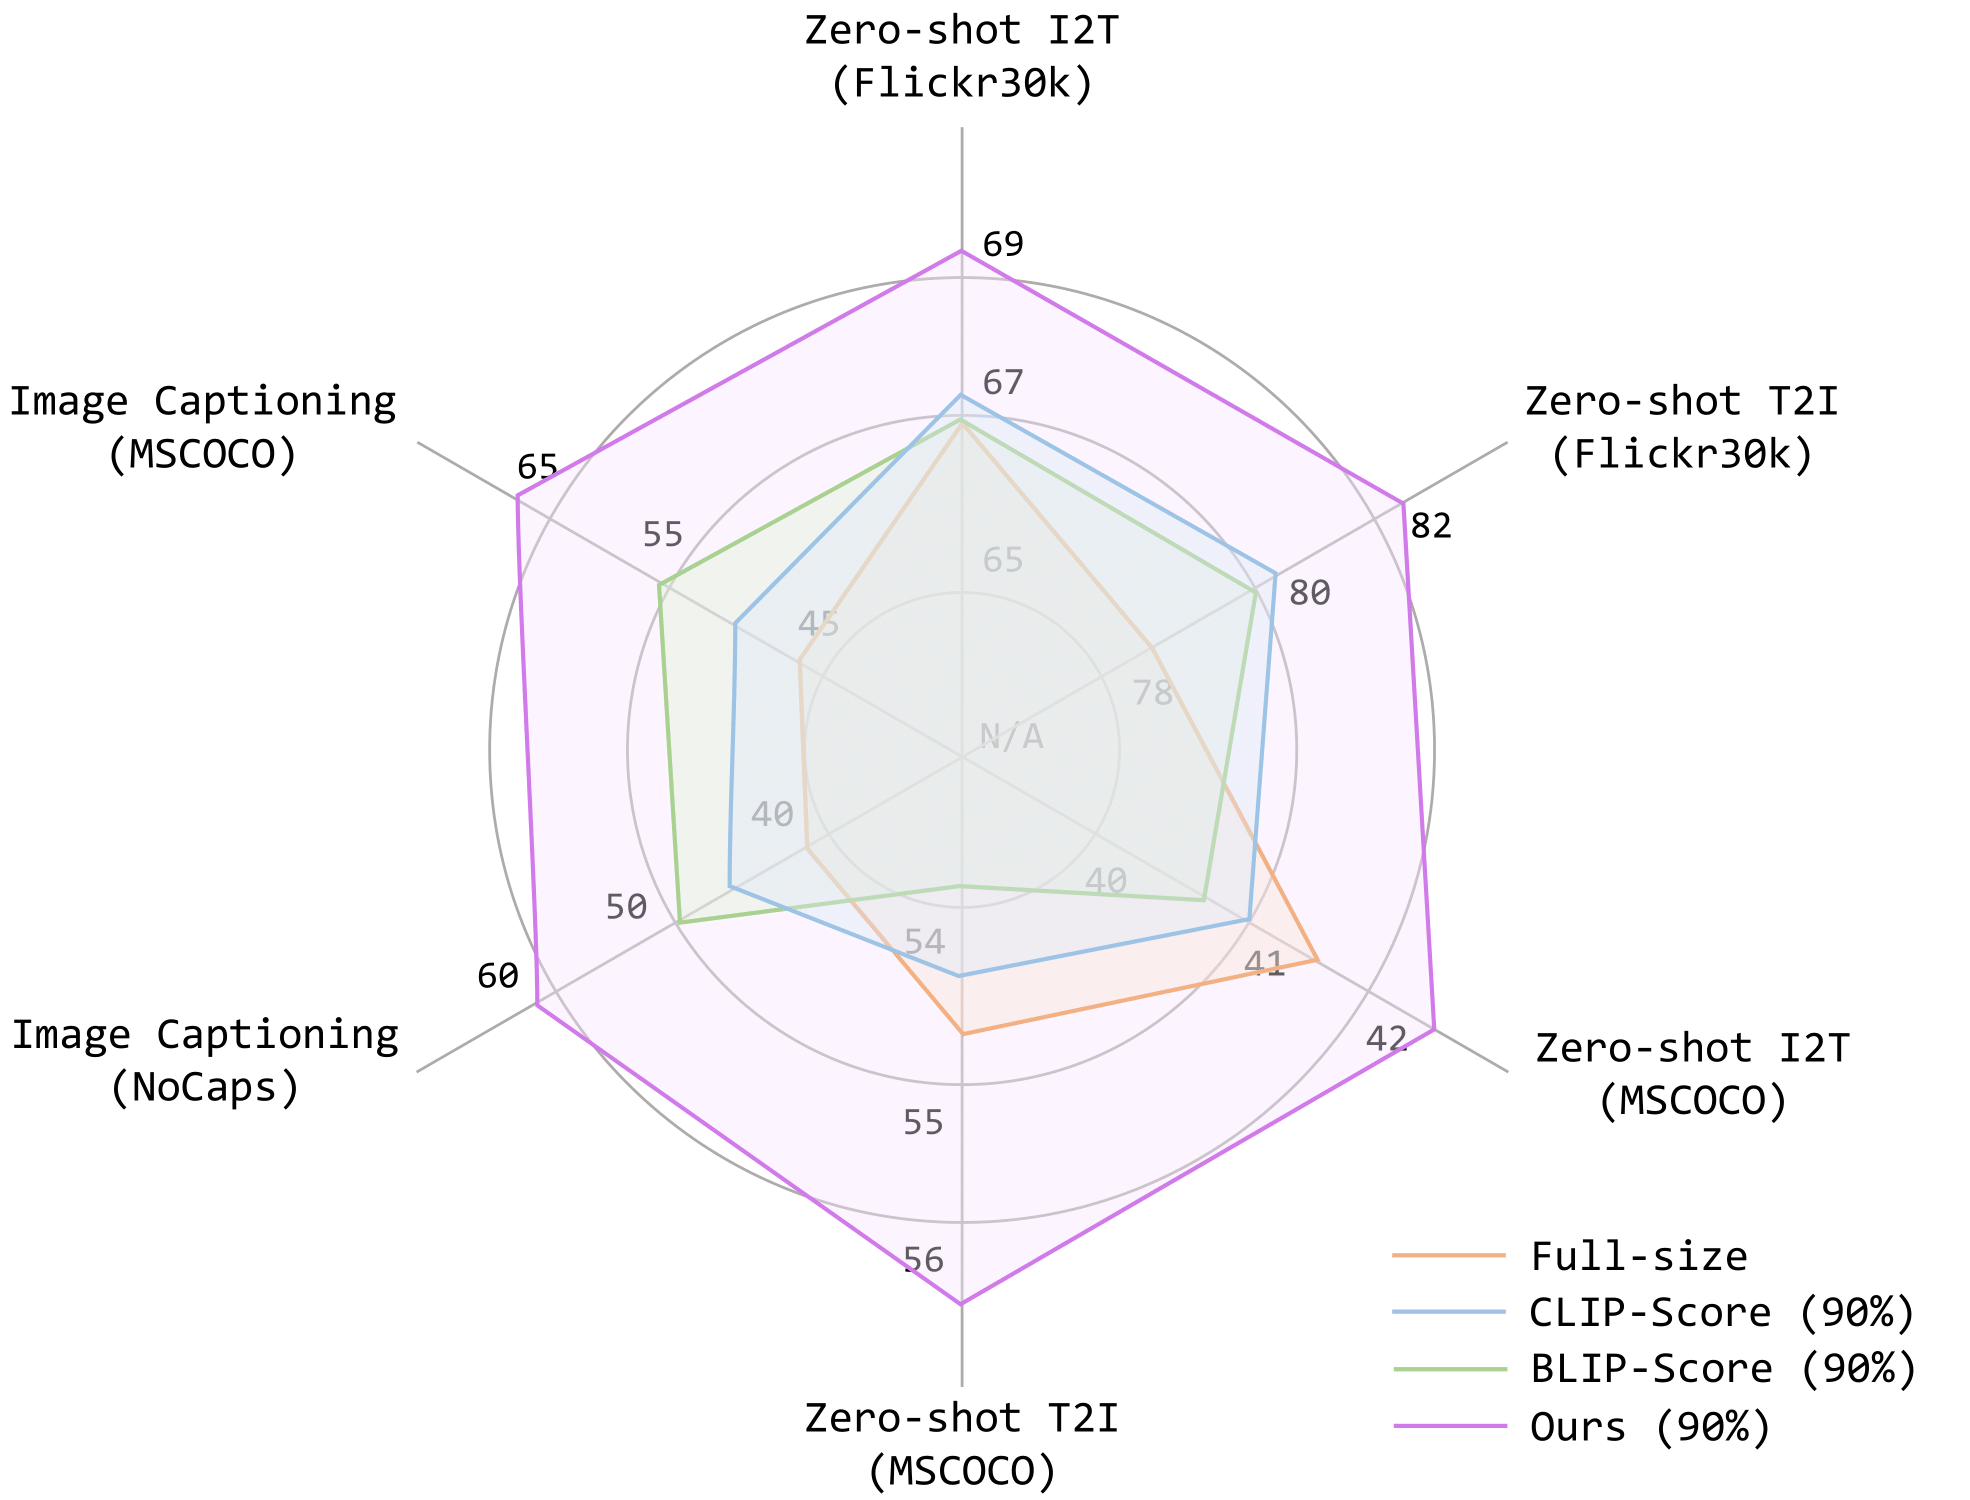 Zero-shot I2T
(Flickr30k)
69
67
65
Image Captioning
(MSCOCO)
65
55
45
Zero-shot T2I
(Flickr30k)
82
80
78
N/A
40
50
60
Image Captioning
(NoCaps)
40
41
42
Zero-shot I2T
(MSCOCO)
54
55
56
Zero-shot T2I
(MSCOCO)
Full-size
CLIP-Score (90%)
BLIP-Score (90%)
Ours (90%)